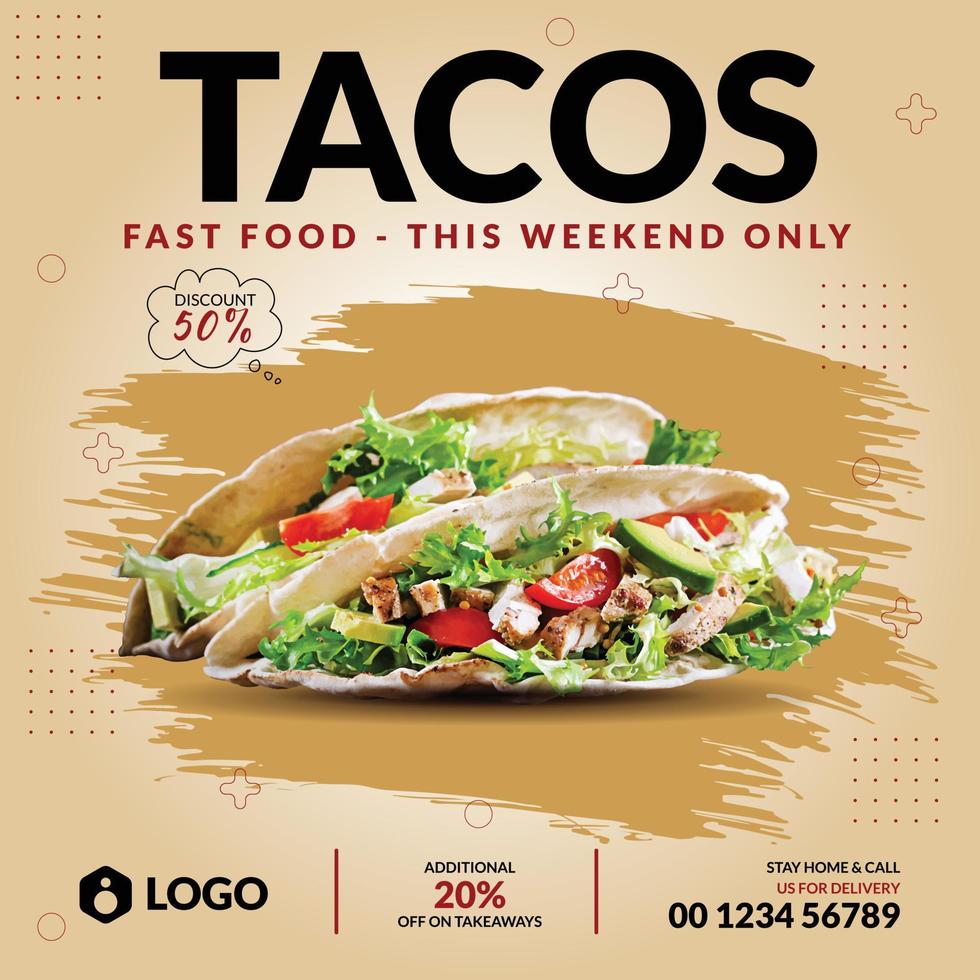 TACOS
FAST FOOD - THIS WEEKEND ONLY
DISCOUNT
50%
LOGO
ADDITIONAL
20%
OFF ON TAKEAWAYS
STAY HOME & CALL
US FOR DELIVERY
00 1234 56789